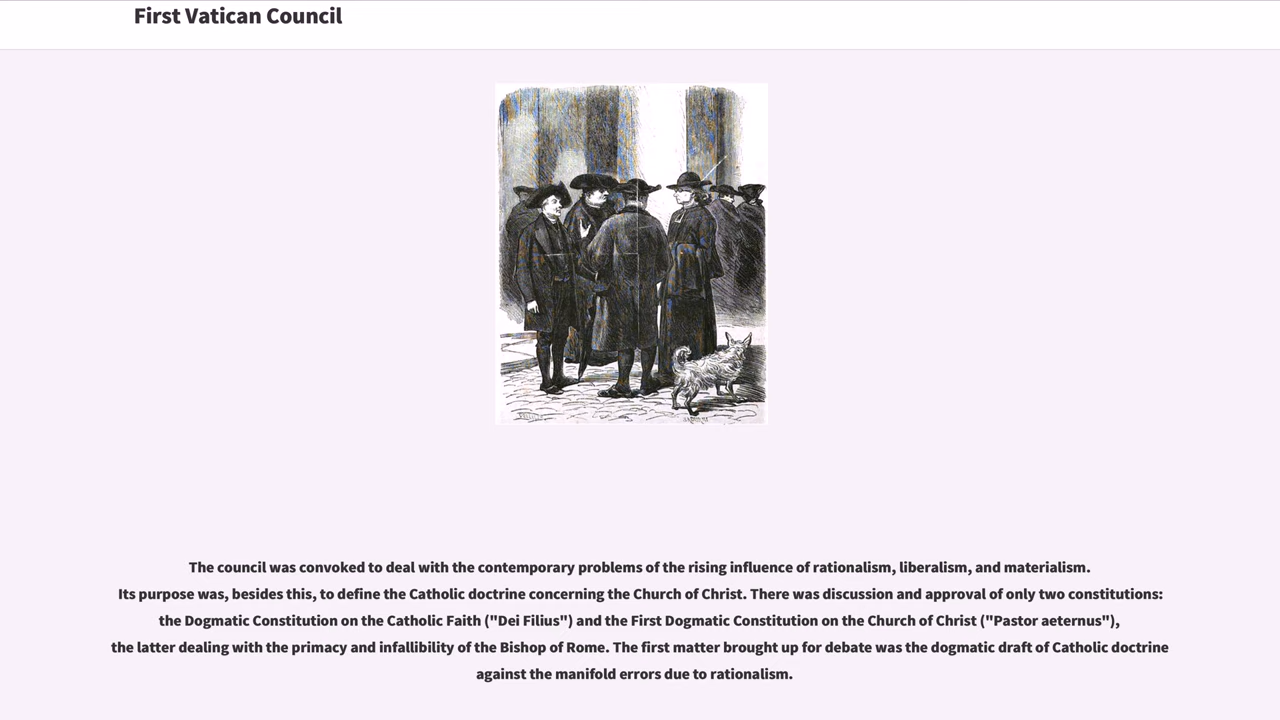 First Vatican Council
The council was convoked to deal with the contemporary problems of the rising influence of rationalism, liberalism, and materialism.
Its purpose was, besides this, to define the Catholic doctrine concerning the Church of Christ. There was discussion and approval of only two constitutions:
the Dogmatic Constitution on the Catholic Faith ("Dei Filius") and the First Dogmatic Constitution on the Church of Christ ("Pastor aeternus"),
the latter dealing with the primacy and infallibility of the Bishop of Rome. The first matter brought up for debate was the dogmatic draft of Catholic doctrine
against the manifold errors due to rationalism.